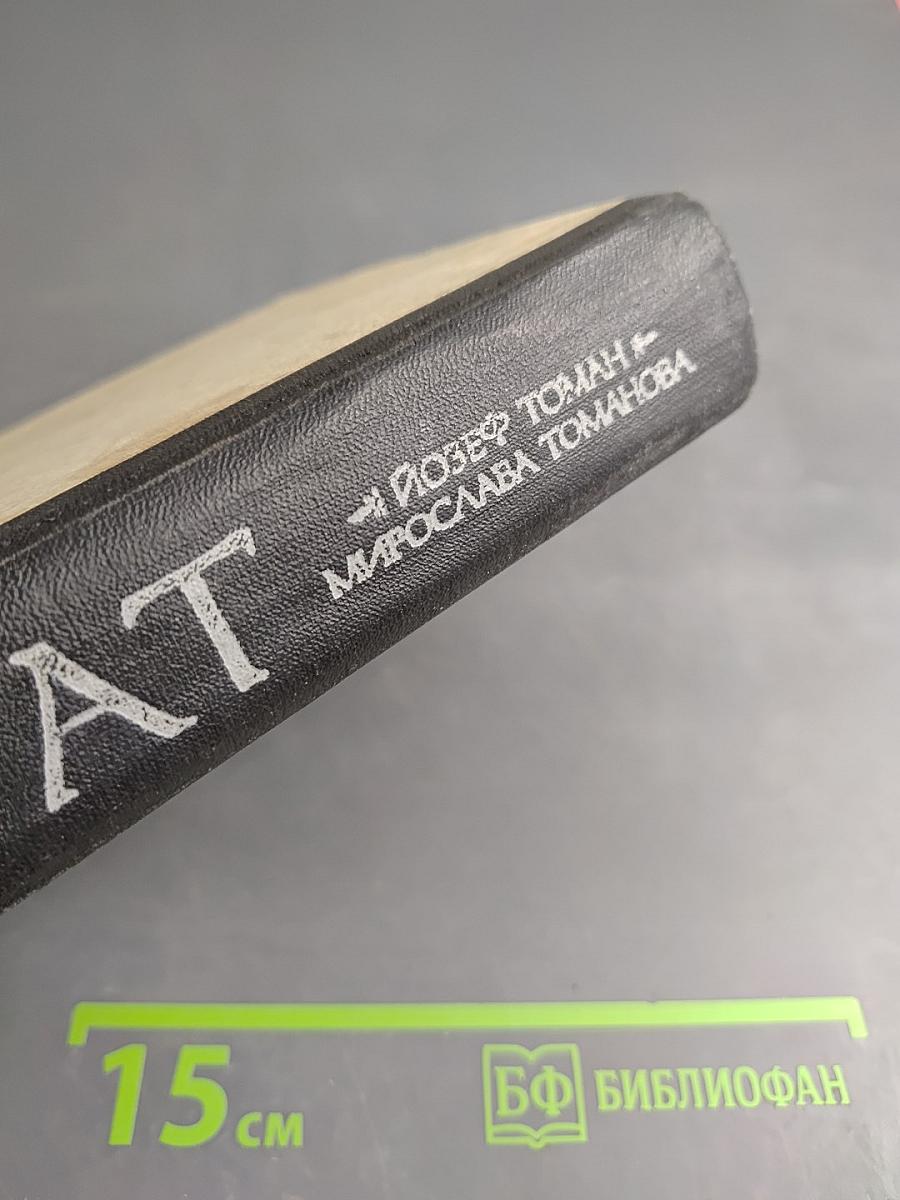 ЙОЗЕФ ТОМАН
МИРОСЛАВА ТОМАНОВА
АТ
15 см
БФ БИБЛИОФАН